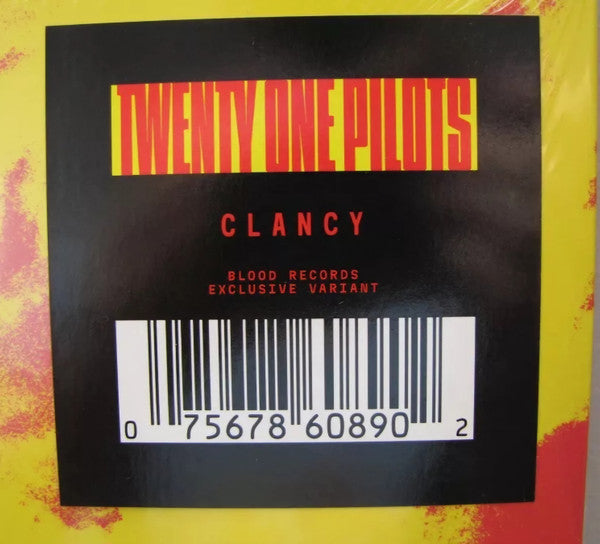 TWENTY ONE PILOTS
CLANCY
BLOOD RECORDS
EXCLUSIVE VARIANT
0 75678 60890 2